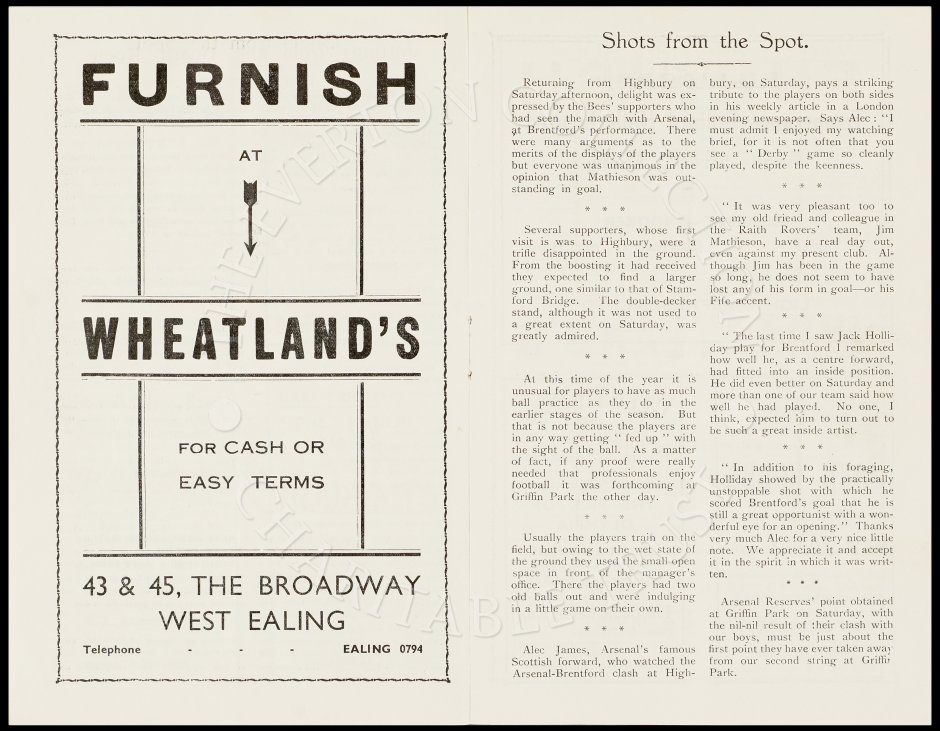 FURNISH
AT
WHEATLAND'S
FOR CASH OR
EASY TERMS
43 & 45, THE BROADWAY
WEST EALING
Telephone - - - EALING 0794
Shots from the Spot.
Returning from Highbury on
Saturday afternoon, delight was ex-
pressed by the Bees' supporters who
had seen the match with Arsenal,
at Brentford's performance. There
were many arguments as to the
merits of the display of the players
but everyone was unanimous in the
opinion that Mathieson was out-
standing in goal.
* * *
Several supporters, whose first
visit is was to Highbury, were a
trifle disappointed in the ground.
From the boosting it had received
they expected to find a larger
ground, one similar to that of Stam-
ford Bridge. The double-decker
stand, although it was not used to
a great extent on Saturday, was
greatly admired.
* * *
At this time of the year it is
unusual for players to have as much
ball practice as they do in the
earlier stages of the season. But
that is not because the players are
in any way getting " fed up " with
the sight of the ball. As a matter
of fact, if any proof were really
needed that professionals enjoy
football it was forthcoming at
Griffin Park the other day.
* * *
Usually the players train on the
field, but owing to the wet state of
the ground they used the small open
space in front of the manager's
office. There the players had two
old balls out and were indulging
in a little game on their own.
* * *
Alec James, Arsenal's famous
Scottish forward, who watched the
Arsenal-Brentford clash at High-
bury, on Saturday, pays a striking
tribute to the players on both sides
in his weekly article in a London
evening newspaper. Says Alec : "I
must admit I enjoyed my watching
brief, for it is not often that you
see a " Derby " game so cleanly
played, despite the keenness.
* * *
" It was very pleasant too to
see my old friend and colleague in
the Raith Rovers' team, Jim
Mathieson, have a real day out,
even against my present club. Al-
though Jim has been in the game
so long, he does not seem to have
lost any of his form in goal—or his
Fife accent.
* * *
" The last time I saw Jack Holli-
day play for Brentford I remarked
how well he, as a centre forward,
had fitted into an inside position.
He did even better on Saturday and
more than one of our team said how
well he had played. No one, I
think, expected him to turn out to
be such a great inside artist.
* * *
" In addition to his foraging,
Holliday showed by the practically
unstoppable shot with which he
scored Brentford's goal that he is
still a great opportunist with a won-
derful eye for an opening." Thanks
very much Alec for a very nice little
note. We appreciate it and accept
it in the spirit in which it was writ-
ten.
* * *
Arsenal Reserves' point obtained
at Griffin Park on Saturday, with
the nil-nil result of their clash with
our boys, must be just about the
first point they have ever taken away
from our second string at Griffin
Park.